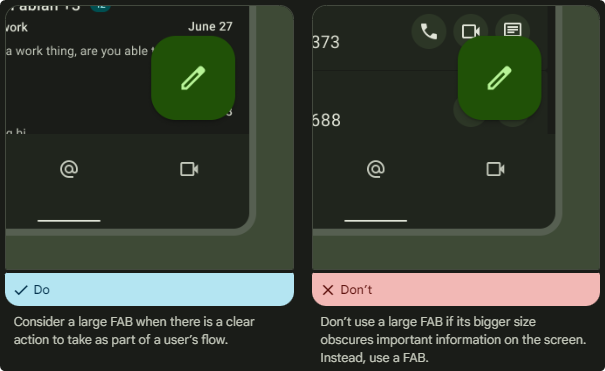 June 27
work
a work thing, are you able
373
688
Do
Consider a large FAB when there is a clear
action to take as part of a user's flow.
Don't
Don't use a large FAB if its bigger size
obscures important information on the screen.
Instead, use a FAB.